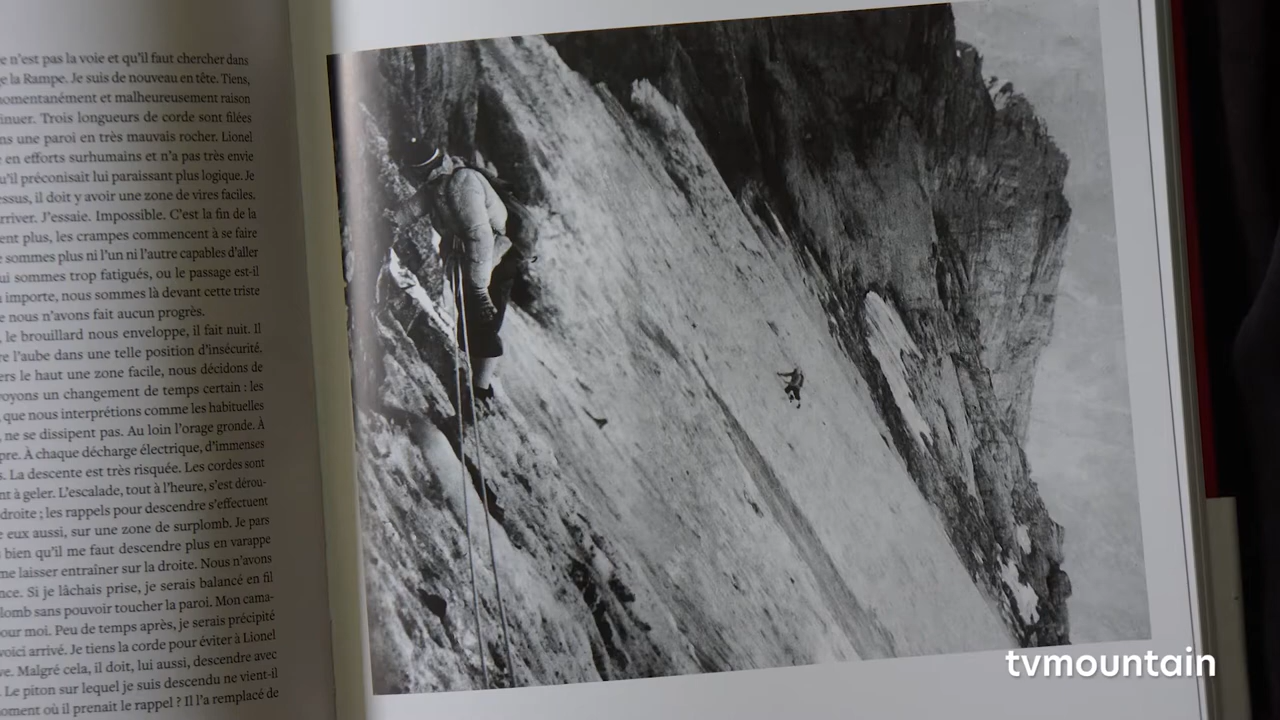 e n'est pas la voie et qu'il faut chercher dans
e la Rampe. Je suis de nouveau en tête. Tiens,
nomentanément et malheureusement raison
inuer. Trois longueurs de corde sont filées
ns une paroi en très mauvais rocher. Lionel
e en efforts surhumains et n'a pas très envie
u'il préconisait lui paraissant plus logique. Je
essus, il doit y avoir une zone de vires faciles.
rriver. J'essaie. Impossible. C'est la fin de la
ent plus, les crampes commencent à se faire
e sommes plus ni l'un ni l'autre capables d'aller
ui sommes trop fatigués, ou le passage est-il
importe, nous sommes là devant cette triste
e nous n'avons fait aucun progrès.
, le brouillard nous enveloppe, il fait nuit. Il
re l'aube dans une telle position d'insécurité.
ers le haut une zone facile, nous décidons de
voyons un changement de temps certain : les
, que nous interprétions comme les habituelles
, ne se dissipent pas. Au loin l'orage gronde. À
pre. À chaque décharge électrique, d'immenses
s. La descente est très risquée. Les cordes sont
nt à geler. L'escalade, tout à l'heure, s'est dérou-
droite ; les rappels pour descendre s'effectuent
e eux aussi, sur une zone de surplomb. Je pars
bien qu'il me faut descendre plus en varappe
me laisser entraîner sur la droite. Nous n'avons
nce. Si je lâchais prise, je serais balancé en fil
lomb sans pouvoir toucher la paroi. Mon cama-
our moi. Peu de temps après, je serais précipité
voici arrivé. Je tiens la corde pour éviter à Lionel
ve. Malgré cela, il doit, lui aussi, descendre avec
. Le piton sur lequel je suis descendu ne vient-il
oment où il prenait le rappel ? Il l'a remplacé de
tvmountain